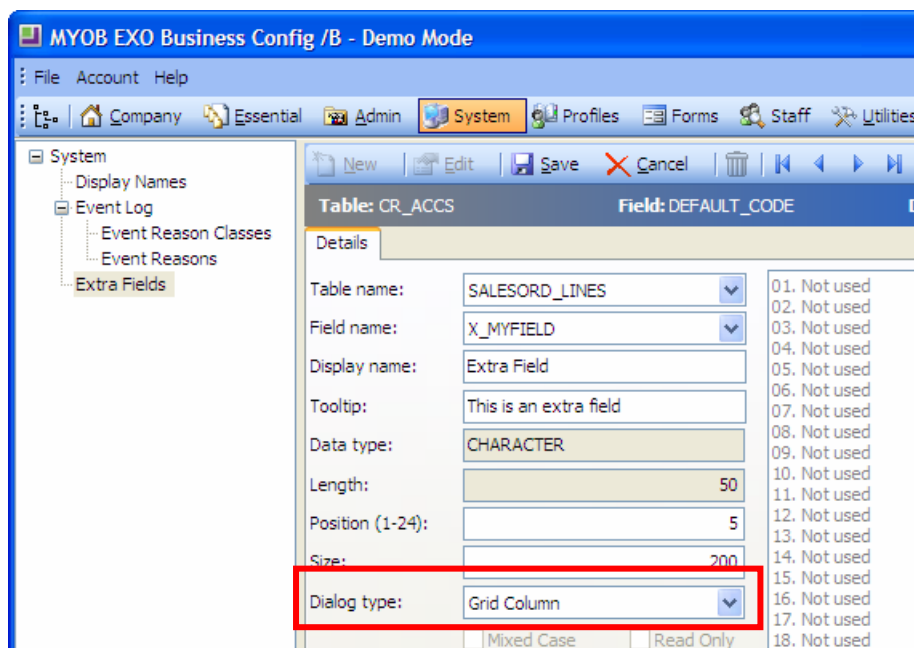 MYOB EXO Business Config /B - Demo Mode
File Account Help
Company Essential Admin System Profiles Forms Staff Utilities
System
Display Names
Event Log
Event Reason Classes
Event Reasons
Extra Fields
New Edit Save Cancel
Table: CR_ACCS Field: DEFAULT_CODE
Details
Table name: SALESORD_LINES
Field name: X_MYFIELD
Display name: Extra Field
Tooltip: This is an extra field
Data type: CHARACTER
Length: 50
Position (1-24): 5
Size: 200
Dialog type: Grid Column
Mixed Case Read Only
01. Not used
02. Not used
03. Not used
04. Not used
05. Not used
06. Not used
07. Not used
08. Not used
09. Not used
10. Not used
11. Not used
12. Not used
13. Not used
14. Not used
15. Not used
16. Not used
17. Not used
18. Not used